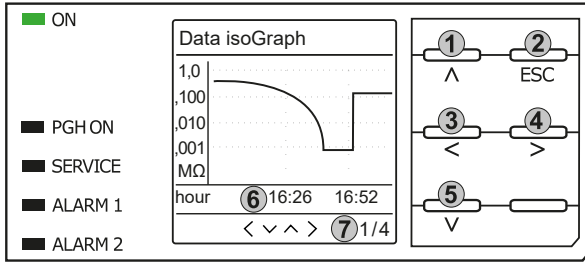 ON
PGH ON
SERVICE
ALARM 1
ALARM 2
Data isoGraph
1,0
,100
,010
,001
MΩ
hour 6 16:26 16:52
< ∨ ∧ > 7 1/4
1 2
∧ ESC
3 4
< >
5
∨